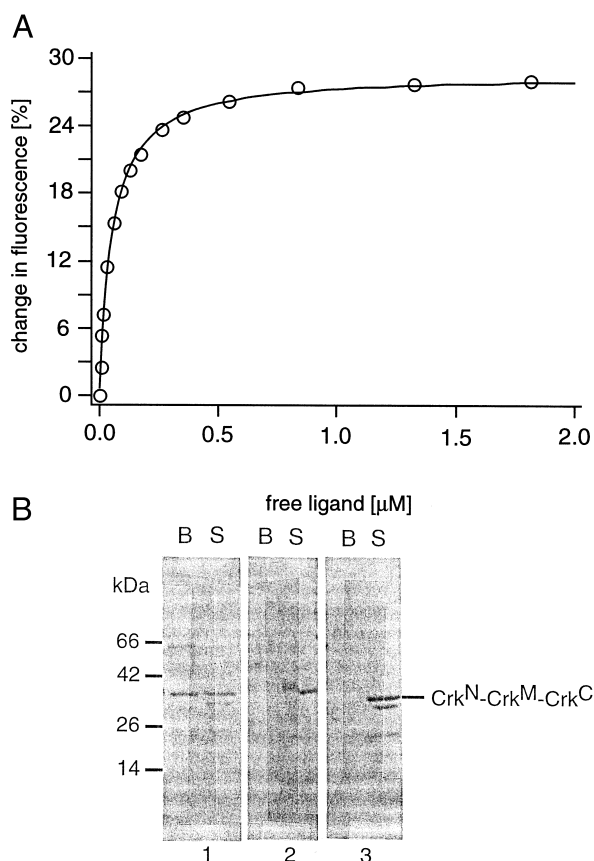 A
change in fluorescence [%]
30
24
18
12
6
0
0.0 0.5 1.0 1.5 2.0
free ligand [µM]
B
B S B S B S
kDa
66
42
26
14
CrkN-CrkM-CrkC
1 2 3